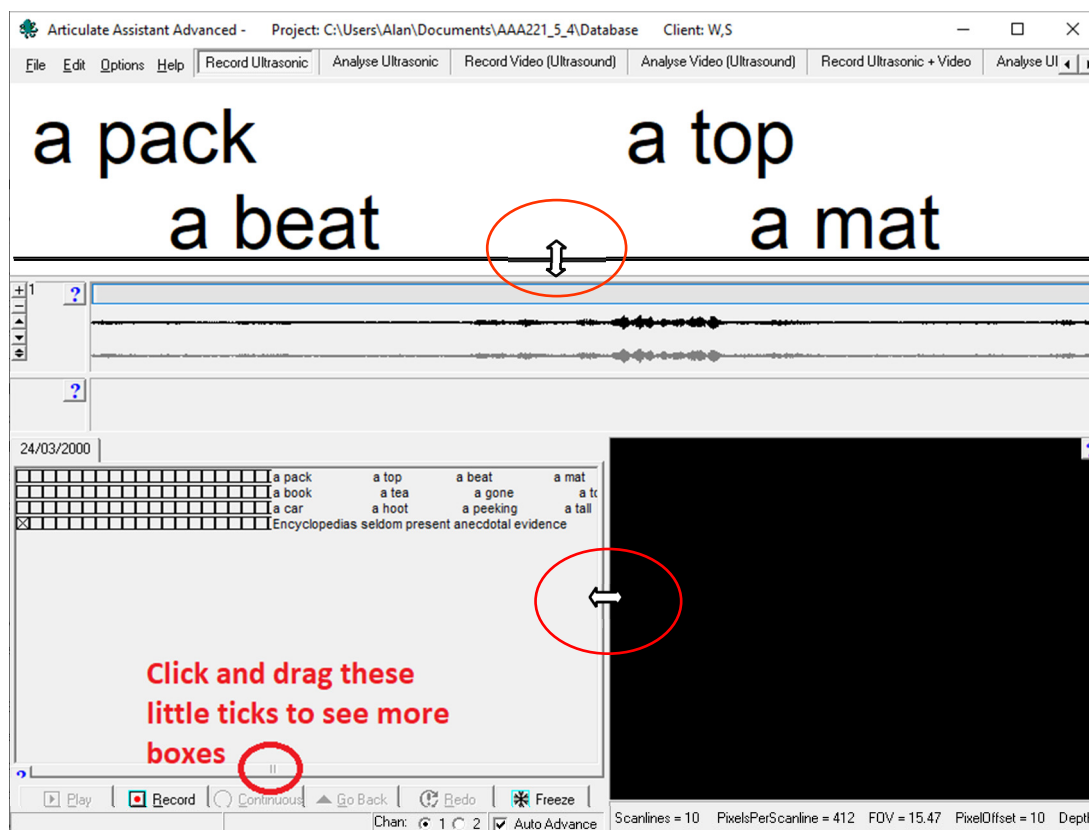 Articulate Assistant Advanced - Project: C:\Users\Alan\Documents\AAA221_5_4\Database Client: W,S
File Edit Options Help Record Ultrasonic Analyse Ultrasonic Record Video (Ultrasound) Analyse Video (Ultrasound) Record Ultrasonic + Video Analyse Ul
a pack a top
a beat a mat
1 ?
?
24/03/2000
a pack a top a beat a mat
a book a tea a gone a to
a car a hoot a peeking a tall
Encyclopedias seldom present anecdotal evidence
Click and drag these
little ticks to see more
boxes
?
Play Record Continuous Go Back Redo Freeze
Chan: 1 2 Auto Advance
Scanlines = 10 PixelsPerScanline = 412 FOV = 15.47 PixelOffset = 10 Dept